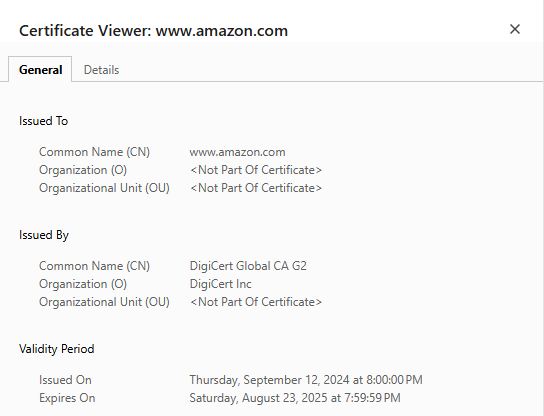 Certificate Viewer: www.amazon.com
General Details
Issued To
Common Name (CN) www.amazon.com
Organization (O) <Not Part Of Certificate>
Organizational Unit (OU) <Not Part Of Certificate>
Issued By
Common Name (CN) DigiCert Global CA G2
Organization (O) DigiCert Inc
Organizational Unit (OU) <Not Part Of Certificate>
Validity Period
Issued On Thursday, September 12, 2024 at 8:00:00 PM
Expires On Saturday, August 23, 2025 at 7:59:59 PM